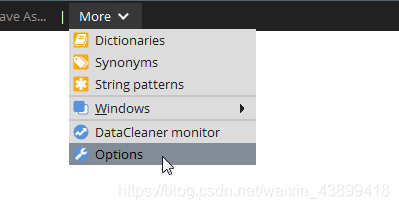 ave As... | More
Dictionaries
Synonyms
String patterns
Windows
DataCleaner monitor
Options
https://blog.csdn.net/weixin_43899418